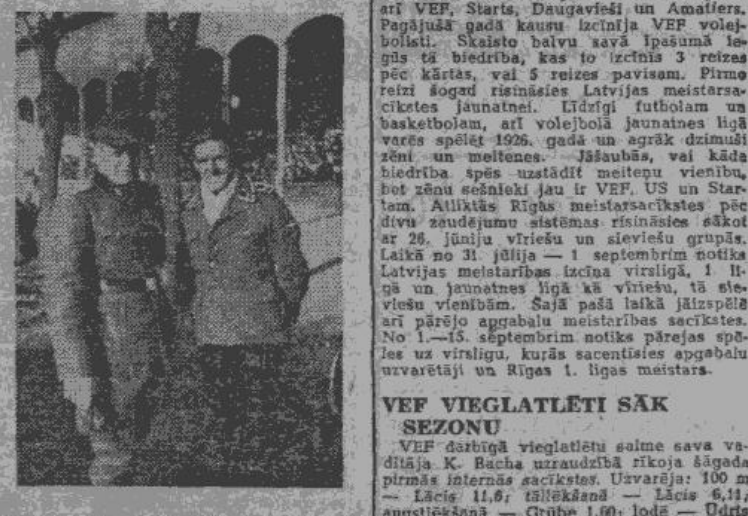 arī VEF, Starts, Daugavieši un Amatiers.
Pagājušā gadā kausu izcīnīja VEF volej-
bolisti. Skaisto balvu savā īpašumā ie-
gūs tā biedrība, kas to izcīnīs 3 reizes
pēc kārtas, vai 5 reizes pavisam. Pirmo
reizi šogad risināsies Latvijas meistarsa-
cīkstes jaunatnei. Līdzīgi futbolam un
basketbolam, arī volejbolā jaunatnes līgā
varēs spēlēt 1926. gadā un agrāk dzimuši
zēni un meitenes. Jāšaubās, vai kāda
biedrība spēs uzstādīt meiteņu vienību,
bet zēnu sešnieki jau ir VEF, US un Star-
tam. Atliktās Rīgas meistarsacīkstes pēc
divu zaudējumu sistēmas risināsies sākot
ar 26. jūniju vīriešu un sieviešu grupās.
Laikā no 31. jūlija — 1 septembrim notiks
Latvijas meistarības izcīņa virslīgā, 1. lī-
gā un jaunatnes līgā kā vīriešu, tā sie-
viešu vienībām. Šajā pašā laikā jāizspēlē
arī pārējo apgabalu meistarības sacīkstes.
No 1.—15. septembrim notiks pārejas spē-
les uz virslīgu, kurās sacentīsies apgabalu
uzvarētāji un Rīgas 1. līgas meistars.
VEF VIEGLATLĒTI SĀK
SEZONU
VEF darbīgā vieglatlētu saime sava va-
dītāja K. Bacha uzraudzībā rīkoja šāgada
pirmās internās sacīkstes. Uzvarēja: 100 m
— Lācis 11,6; tāllēkšanā — Lācis 6,11;
augstlēkšanā — Grūbe 1,60; lodē — Ūdris